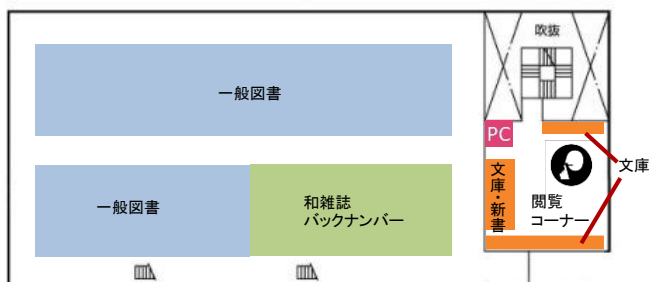 吹抜
一般図書
PC
文庫
文庫・新書
一般図書
和雑誌
バックナンバー
閲覧
コーナー